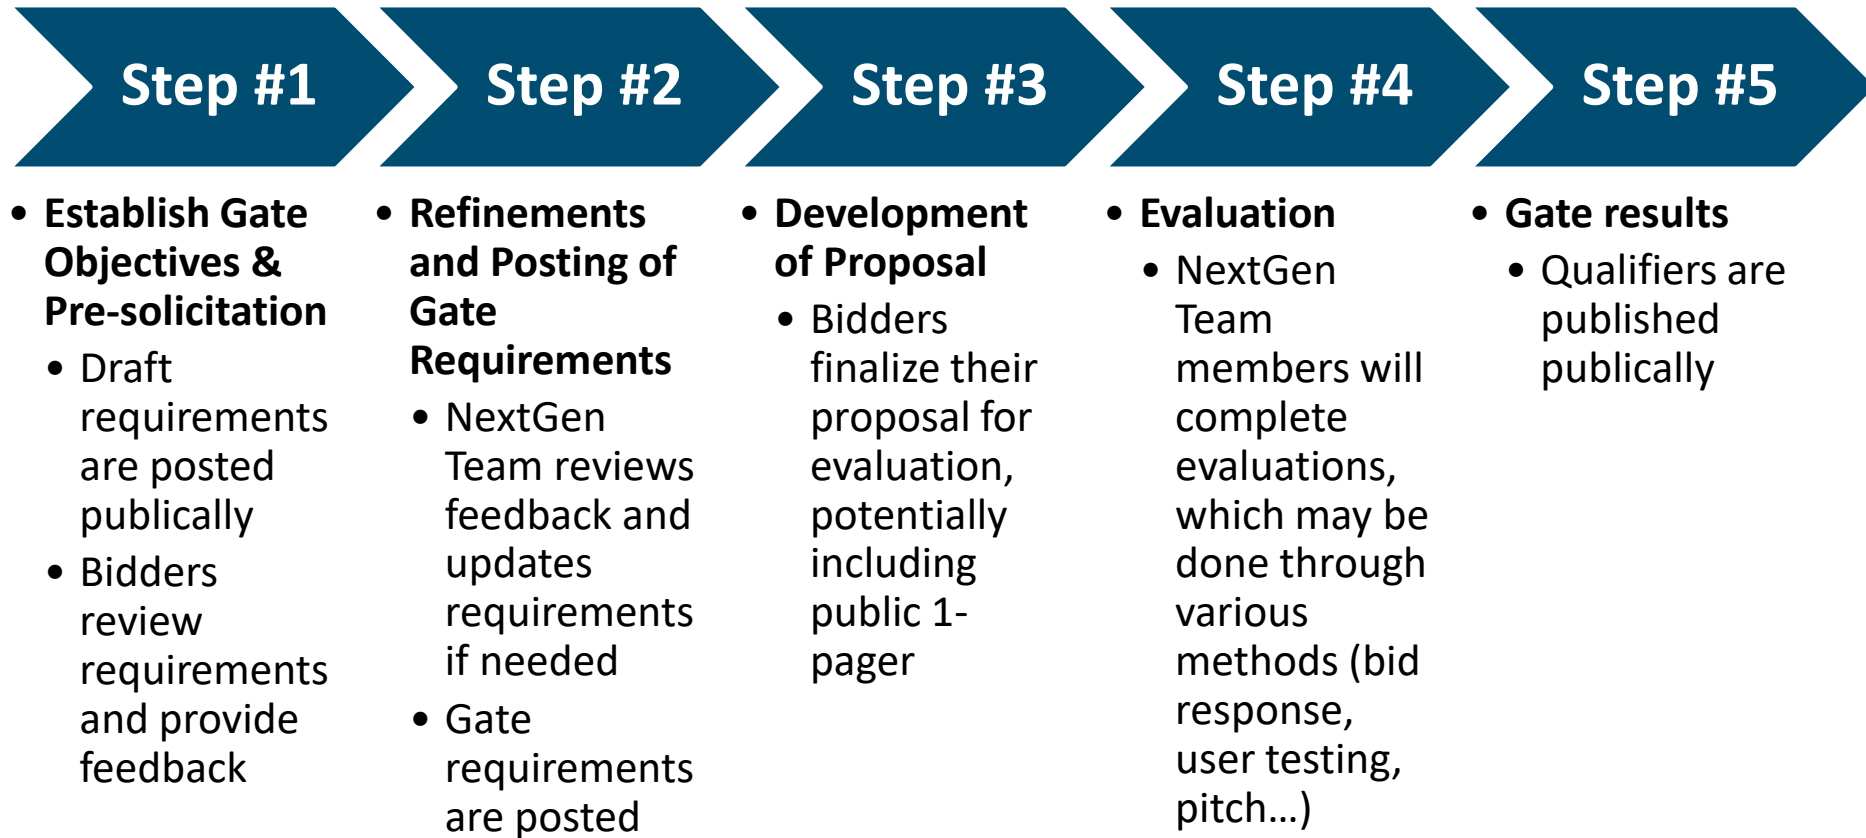 Step #1
Step #2
Step #3
Step #4
Step #5
• Establish Gate
Objectives &
Pre-solicitation
• Draft
requirements
are posted
publically
• Bidders
review
requirements
and provide
feedback
• Refinements
and Posting of
Gate
Requirements
• NextGen
Team reviews
feedback and
updates
requirements
if needed
• Gate
requirements
are posted
• Development
of Proposal
• Bidders
finalize their
proposal for
evaluation,
potentially
including
public 1-
pager
• Evaluation
• NextGen
Team
members will
complete
evaluations,
which may be
done through
various
methods (bid
response,
user testing,
pitch...)
• Gate results
• Qualifiers are
published
publically